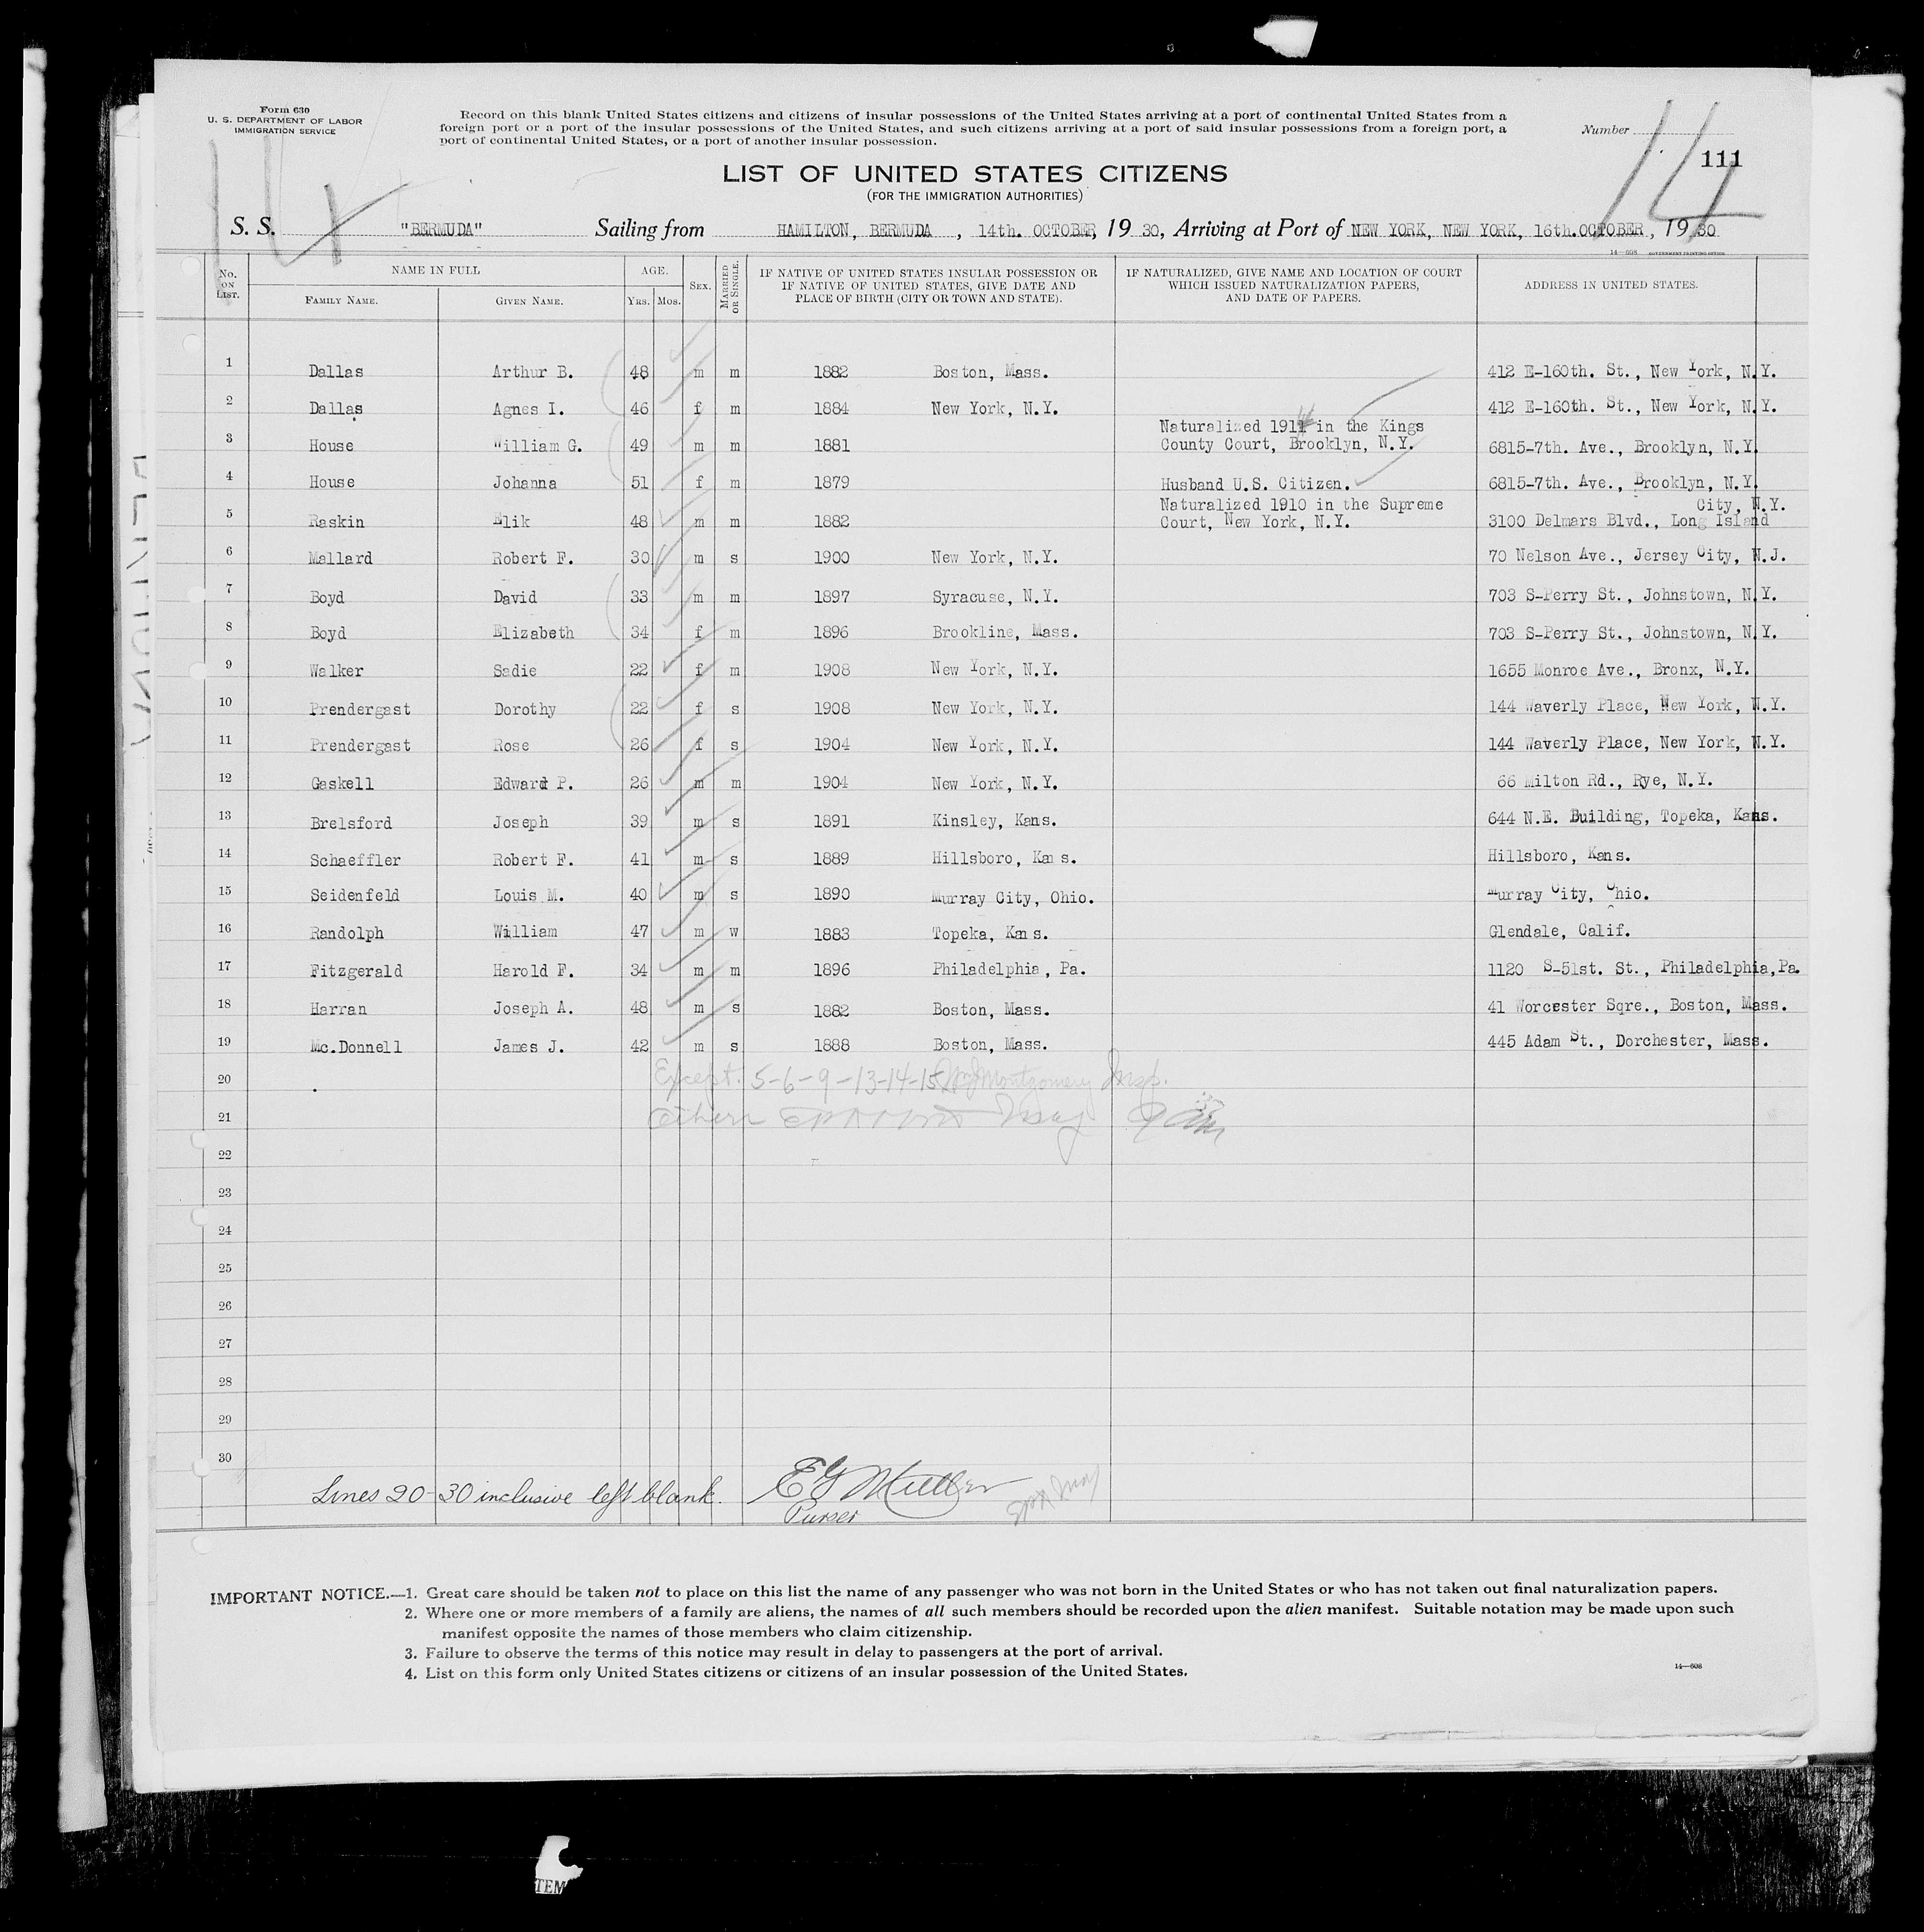 Form 630
U. S. DEPARTMENT OF LABOR
IMMIGRATION SERVICE
Record on this blank United States citizens and citizens of insular possessions of the United States arriving at a port of continental United States from a
foreign port or a port of the insular possessions of the United States, and such citizens arriving at a port of said insular possessions from a foreign port, a
port of continental United States, or a port of another insular possession.
Number
14
111
LIST OF UNITED STATES CITIZENS
(FOR THE IMMIGRATION AUTHORITIES)
S. S. "BERMUDA" Sailing from HAMILTON, BERMUDA , 14th. OCTOBER, 19 30, Arriving at Port of NEW YORK, NEW YORK, 16th.OCTOBER, 19 30
14—608 GOVERNMENT PRINTING OFFICE
No. ON LIST. NAME IN FULL AGE. SEX. MARRIED OR SINGLE. IF NATIVE OF UNITED STATES INSULAR POSSESSION OR IF NATIVE OF UNITED STATES, GIVE DATE AND PLACE OF BIRTH (CITY OR TOWN AND STATE). IF NATURALIZED, GIVE NAME AND LOCATION OF COURT WHICH ISSUED NATURALIZATION PAPERS, AND DATE OF PAPERS. ADDRESS IN UNITED STATES.
FAMILY NAME. GIVEN NAME. YRS. MOS.
1 Dallas Arthur B. 48 m m 1882 Boston, Mass. 412 E-160th. St., New York, N.Y.
2 Dallas Agnes I. 46 f m 1884 New York, N.Y. 412 E-160th. St., New York, N.Y.
Naturalized 1911 in the Kings
3 House William G. 49 m m 1881 County Court, Brooklyn, N.Y. 6815-7th. Ave., Brooklyn, N.Y.
4 House Johanna 51 f m 1879 Husband U.S. Citizen. 6815-7th. Ave., Brooklyn, N.Y.
Naturalized 1910 in the Supreme City, N.Y.
5 Raskin Elik 48 m m 1882 Court, New York, N.Y. 3100 Delmars Blvd., Long Island
6 Mallard Robert F. 30 m s 1900 New York, N.Y. 70 Nelson Ave., Jersey City, N.J.
7 Boyd David 33 m m 1897 Syracuse, N.Y. 703 S-Perry St., Johnstown, N.Y.
8 Boyd Elizabeth 34 f m 1896 Brookline, Mass. 703 S-Perry St., Johnstown, N.Y.
9 Walker Sadie 22 f m 1908 New York, N.Y. 1655 Monroe Ave., Bronx, N.Y.
10 Prendergast Dorothy 22 f s 1908 New York, N.Y. 144 Waverly Place, New York, N.Y.
11 Prendergast Rose 26 f s 1904 New York, N.Y. 144 Waverly Place, New York, N.Y.
12 Gaskell Edward P. 26 m m 1904 New York, N.Y. 66 Milton Rd., Rye, N.Y.
13 Brelsford Joseph 39 m s 1891 Kinsley, Kans. 644 N.E. Building, Topeka, Kans.
14 Schaeffler Robert F. 41 m s 1889 Hillsboro, Kans. Hillsboro, Kans.
15 Seidenfeld Louis M. 40 m s 1890 Murray City, Ohio. Murray City, Ohio.
16 Randolph William 47 m w 1883 Topeka, Kans. Glendale, Calif.
17 Fitzgerald Harold F. 34 m m 1896 Philadelphia, Pa. 1120 S-51st. St., Philadelphia,Pa.
18 Harran Joseph A. 48 m s 1882 Boston, Mass. 41 Worcester Sqre., Boston, Mass.
19 Mc.Donnell James J. 42 m s 1888 Boston, Mass. 445 Adam St., Dorchester, Mass.
20 Except. 5-6-9-13-14-15 Montgomery Insp.
21 Others
22
23
24
25
26
27
28
29
30
Lines 20-30 inclusive left blank.
Purser
IMPORTANT NOTICE.—1. Great care should be taken not to place on this list the name of any passenger who was not born in the United States or who has not taken out final naturalization papers.
2. Where one or more members of a family are aliens, the names of all such members should be recorded upon the alien manifest. Suitable notation may be made upon such
manifest opposite the names of those members who claim citizenship.
3. Failure to observe the terms of this notice may result in delay to passengers at the port of arrival.
4. List on this form only United States citizens or citizens of an insular possession of the United States.
14—608
TEM